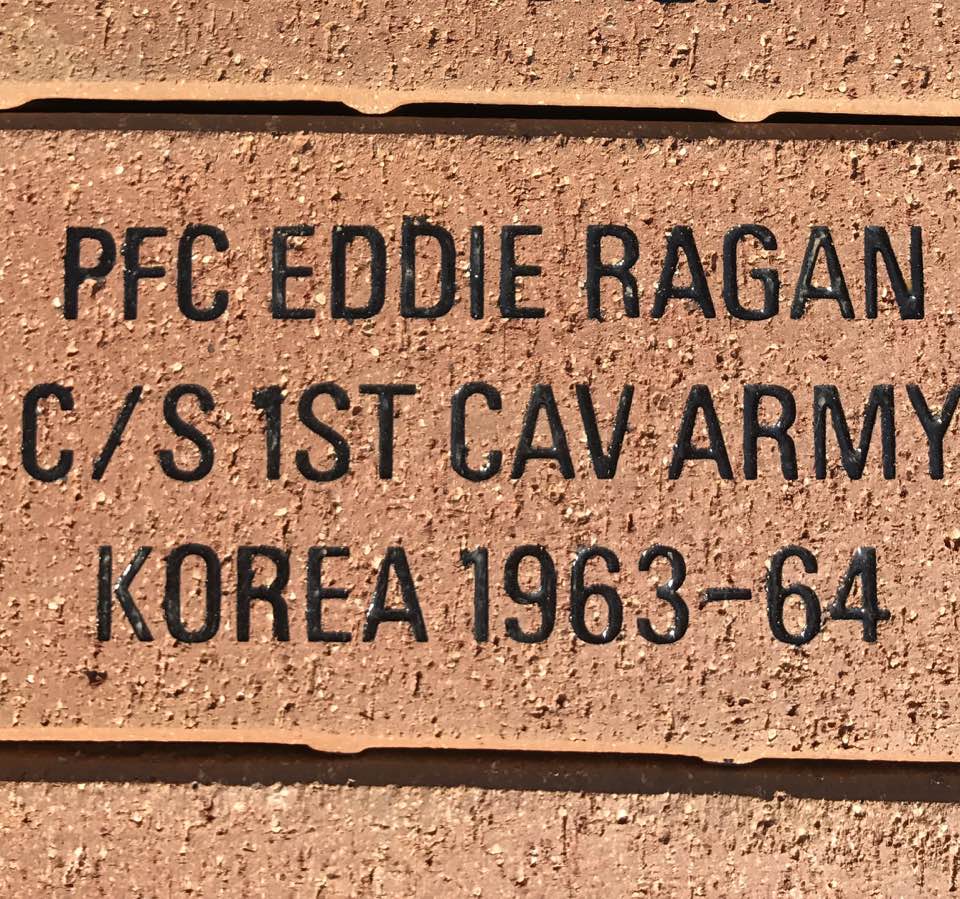 PFC EDDIE RAGAN
C/S 1ST CAV ARMY
KOREA 1963-64